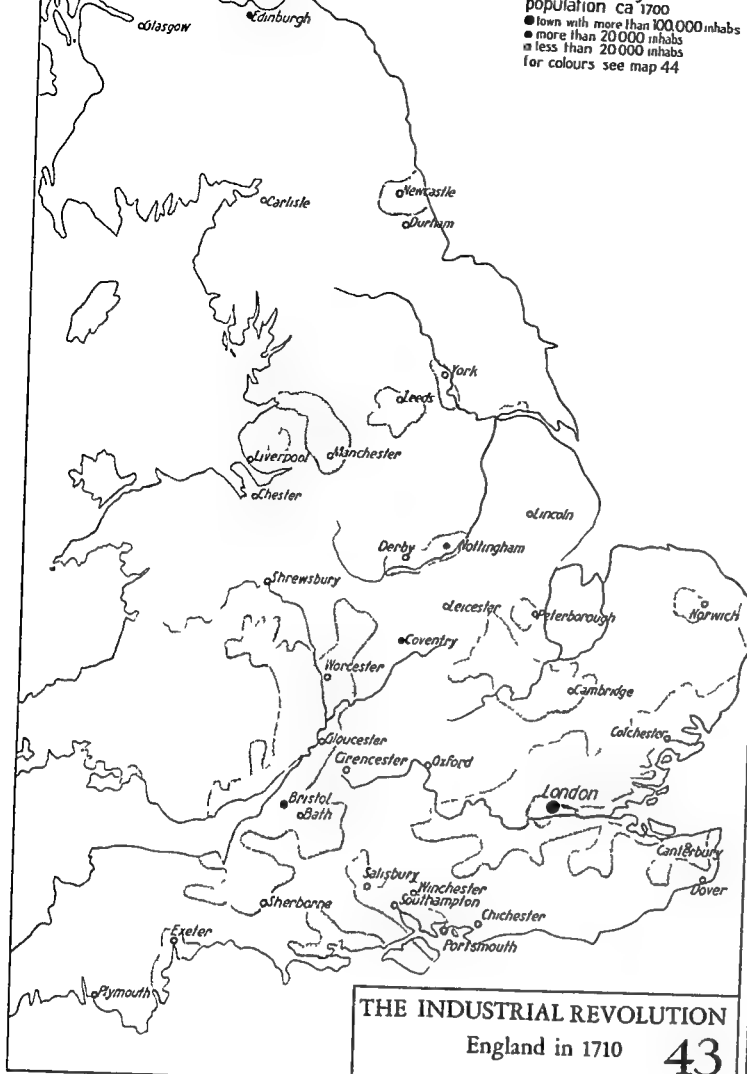 population ca 1700
town with more than 100.000 inhabs
more than 20 000 inhabs
less than 20 000 inhabs
for colours see map 44
Glasgow
Edinburgh
Carlisle
Newcastle
Durham
York
Leeds
Liverpool
Manchester
Chester
Lincoln
Derby
Nottingham
Shrewsbury
Leicester
Peterborough
Norwich
Coventry
Worcester
Cambridge
Colchester
Gloucester
Cirencester
Oxford
London
Bristol
Bath
Canterbury
Salisbury
Winchester
Dover
Sherborne
Southampton
Chichester
Exeter
Portsmouth
Plymouth
THE INDUSTRIAL REVOLUTION
England in 1710
43